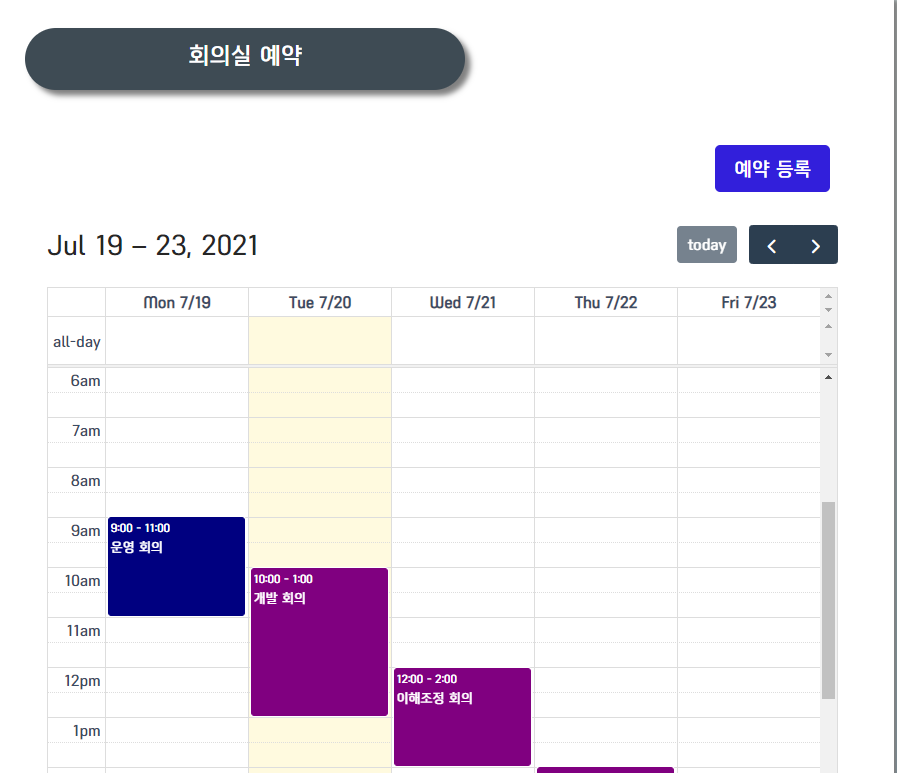 회의실 예약
예약 등록
Jul 19 – 23, 2021
today
Mon 7/19 Tue 7/20 Wed 7/21 Thu 7/22 Fri 7/23
all-day
6am
7am
8am
9am
9:00 - 11:00
운영 회의
10am
10:00 - 1:00
개발 회의
11am
12pm
12:00 - 2:00
이해조정 회의
1pm